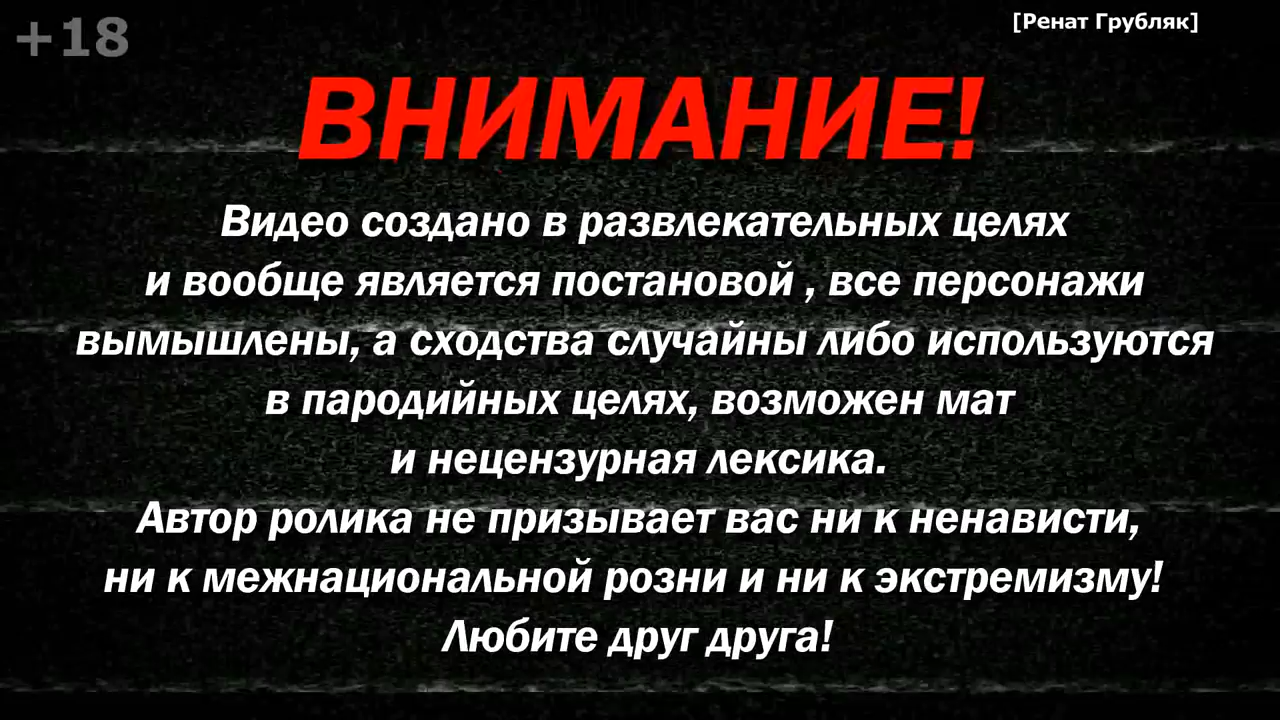 +18
[Ренат Грубляк]
ВНИМАНИЕ!
Видео создано в развлекательных целях
и вообще является постановой , все персонажи
вымышлены, а сходства случайны либо используются
в пародийных целях, возможен мат
и нецензурная лексика.
Автор ролика не призывает вас ни к ненависти,
ни к межнациональной розни и ни к экстремизму!
Любите друг друга!